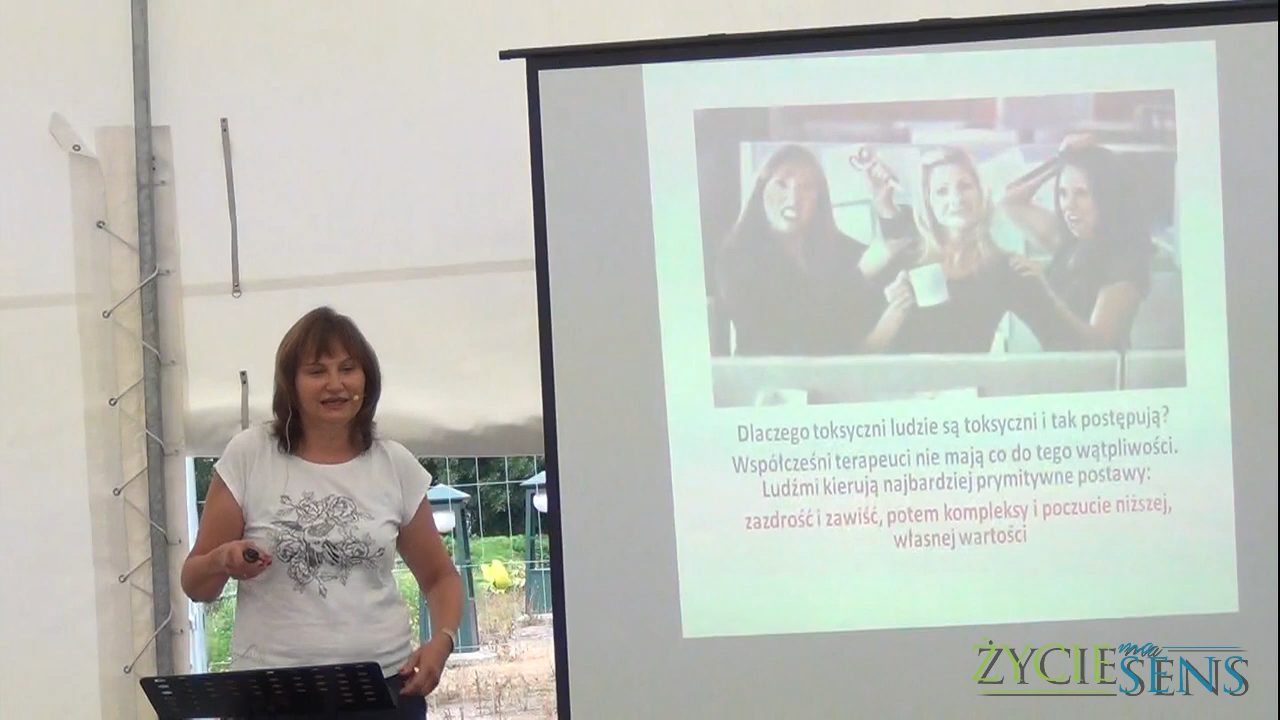 Dlaczego toksyczni ludzie są toksyczni i tak postępują?
Współcześni terapeuci nie mają co do tego wątpliwości.
Ludźmi kierują najbardziej prymitywne postawy:
zazdrość i zawiść, potem kompleksy i poczucie niższej,
własnej wartości
ŻYCIE ma SENS